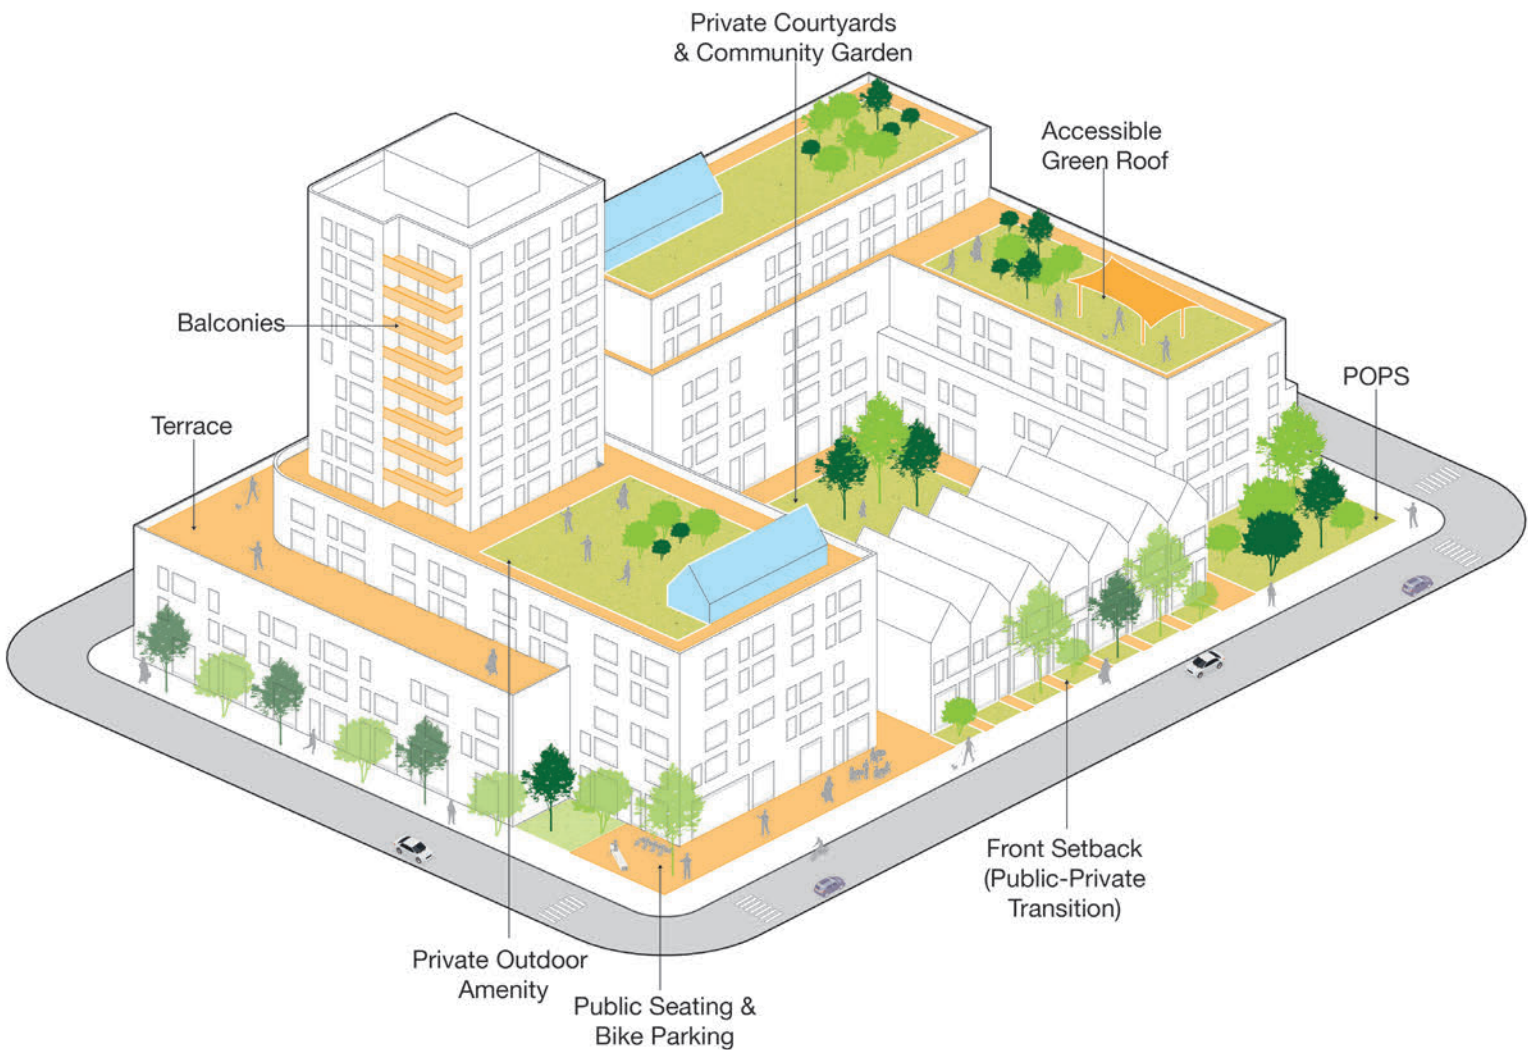 Private Courtyards
& Community Garden
Accessible
Green Roof
Balconies
POPS
Terrace
Front Setback
(Public-Private
Transition)
Private Outdoor
Amenity
Public Seating &
Bike Parking